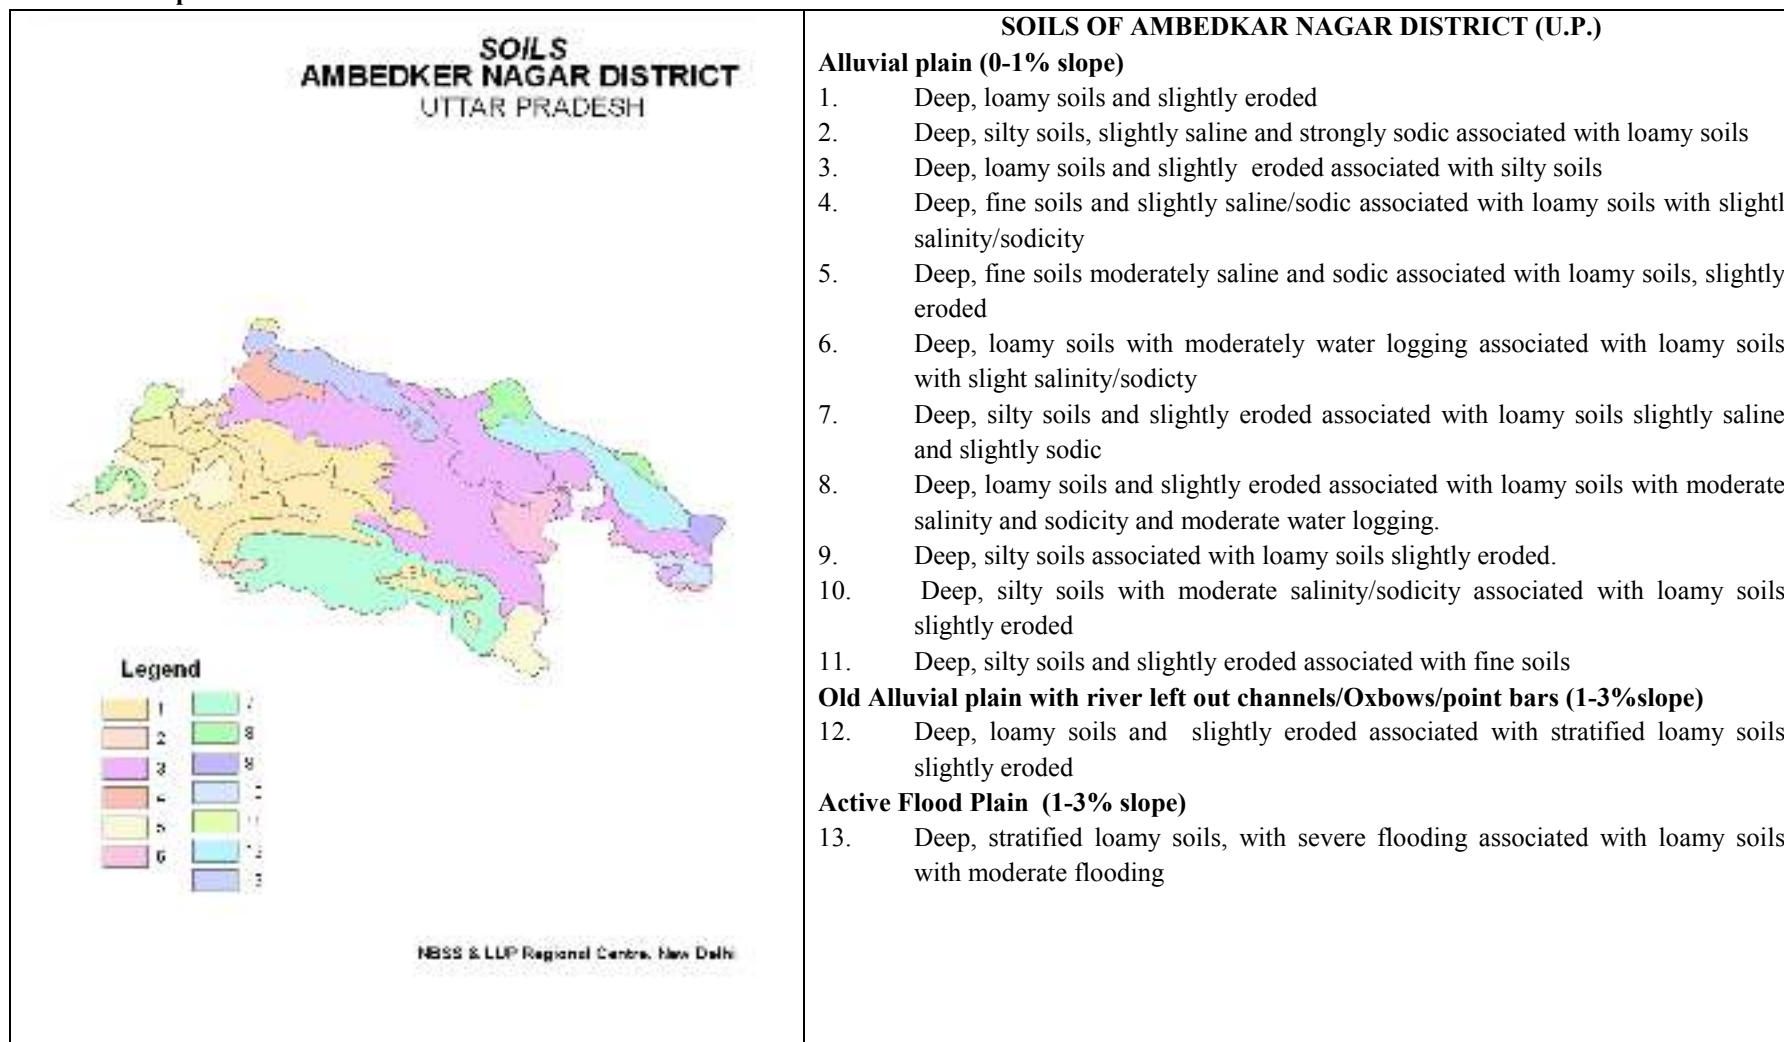 SOILS
AMBEDKER NAGAR DISTRICT
UTTAR PRADESH
Legend
1
2
3
4
5
6
7
8
9
NBSS & LUP Regional Centre, New Delhi
SOILS OF AMBEDKAR NAGAR DISTRICT (U.P.)
Alluvial plain (0-1% slope)
1. Deep, loamy soils and slightly eroded
2. Deep, silty soils, slightly saline and strongly sodic associated with loamy soils
3. Deep, loamy soils and slightly eroded associated with silty soils
4. Deep, fine soils and slightly saline/sodic associated with loamy soils with slightl
salinity/sodicity
5. Deep, fine soils moderately saline and sodic associated with loamy soils, slightly
eroded
6. Deep, loamy soils with moderately water logging associated with loamy soils
with slight salinity/sodicty
7. Deep, silty soils and slightly eroded associated with loamy soils slightly saline
and slightly sodic
8. Deep, loamy soils and slightly eroded associated with loamy soils with moderate
salinity and sodicity and moderate water logging.
9. Deep, silty soils associated with loamy soils slightly eroded.
10. Deep, silty soils with moderate salinity/sodicity associated with loamy soils
slightly eroded
11. Deep, silty soils and slightly eroded associated with fine soils
Old Alluvial plain with river left out channels/Oxbows/point bars (1-3%slope)
12. Deep, loamy soils and slightly eroded associated with stratified loamy soils
slightly eroded
Active Flood Plain (1-3% slope)
13. Deep, stratified loamy soils, with severe flooding associated with loamy soils
with moderate flooding